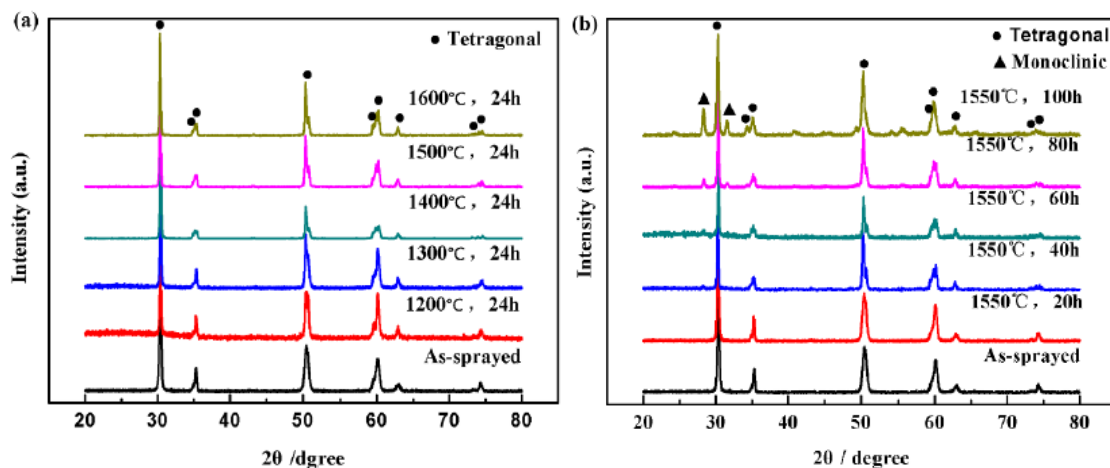 (a)
● Tetragonal
1600℃， 24h
1500℃， 24h
1400℃， 24h
1300℃， 24h
1200℃， 24h
As-sprayed
Intensity (a.u.)
20 30 40 50 60 70 80
2θ /dgree
(b)
● Tetragonal
▲ Monoclinic
1550℃， 100h
1550℃， 80h
1550℃， 60h
1550℃， 40h
1550℃， 20h
As-sprayed
Intensity (a.u.)
20 30 40 50 60 70 80
2θ / degree